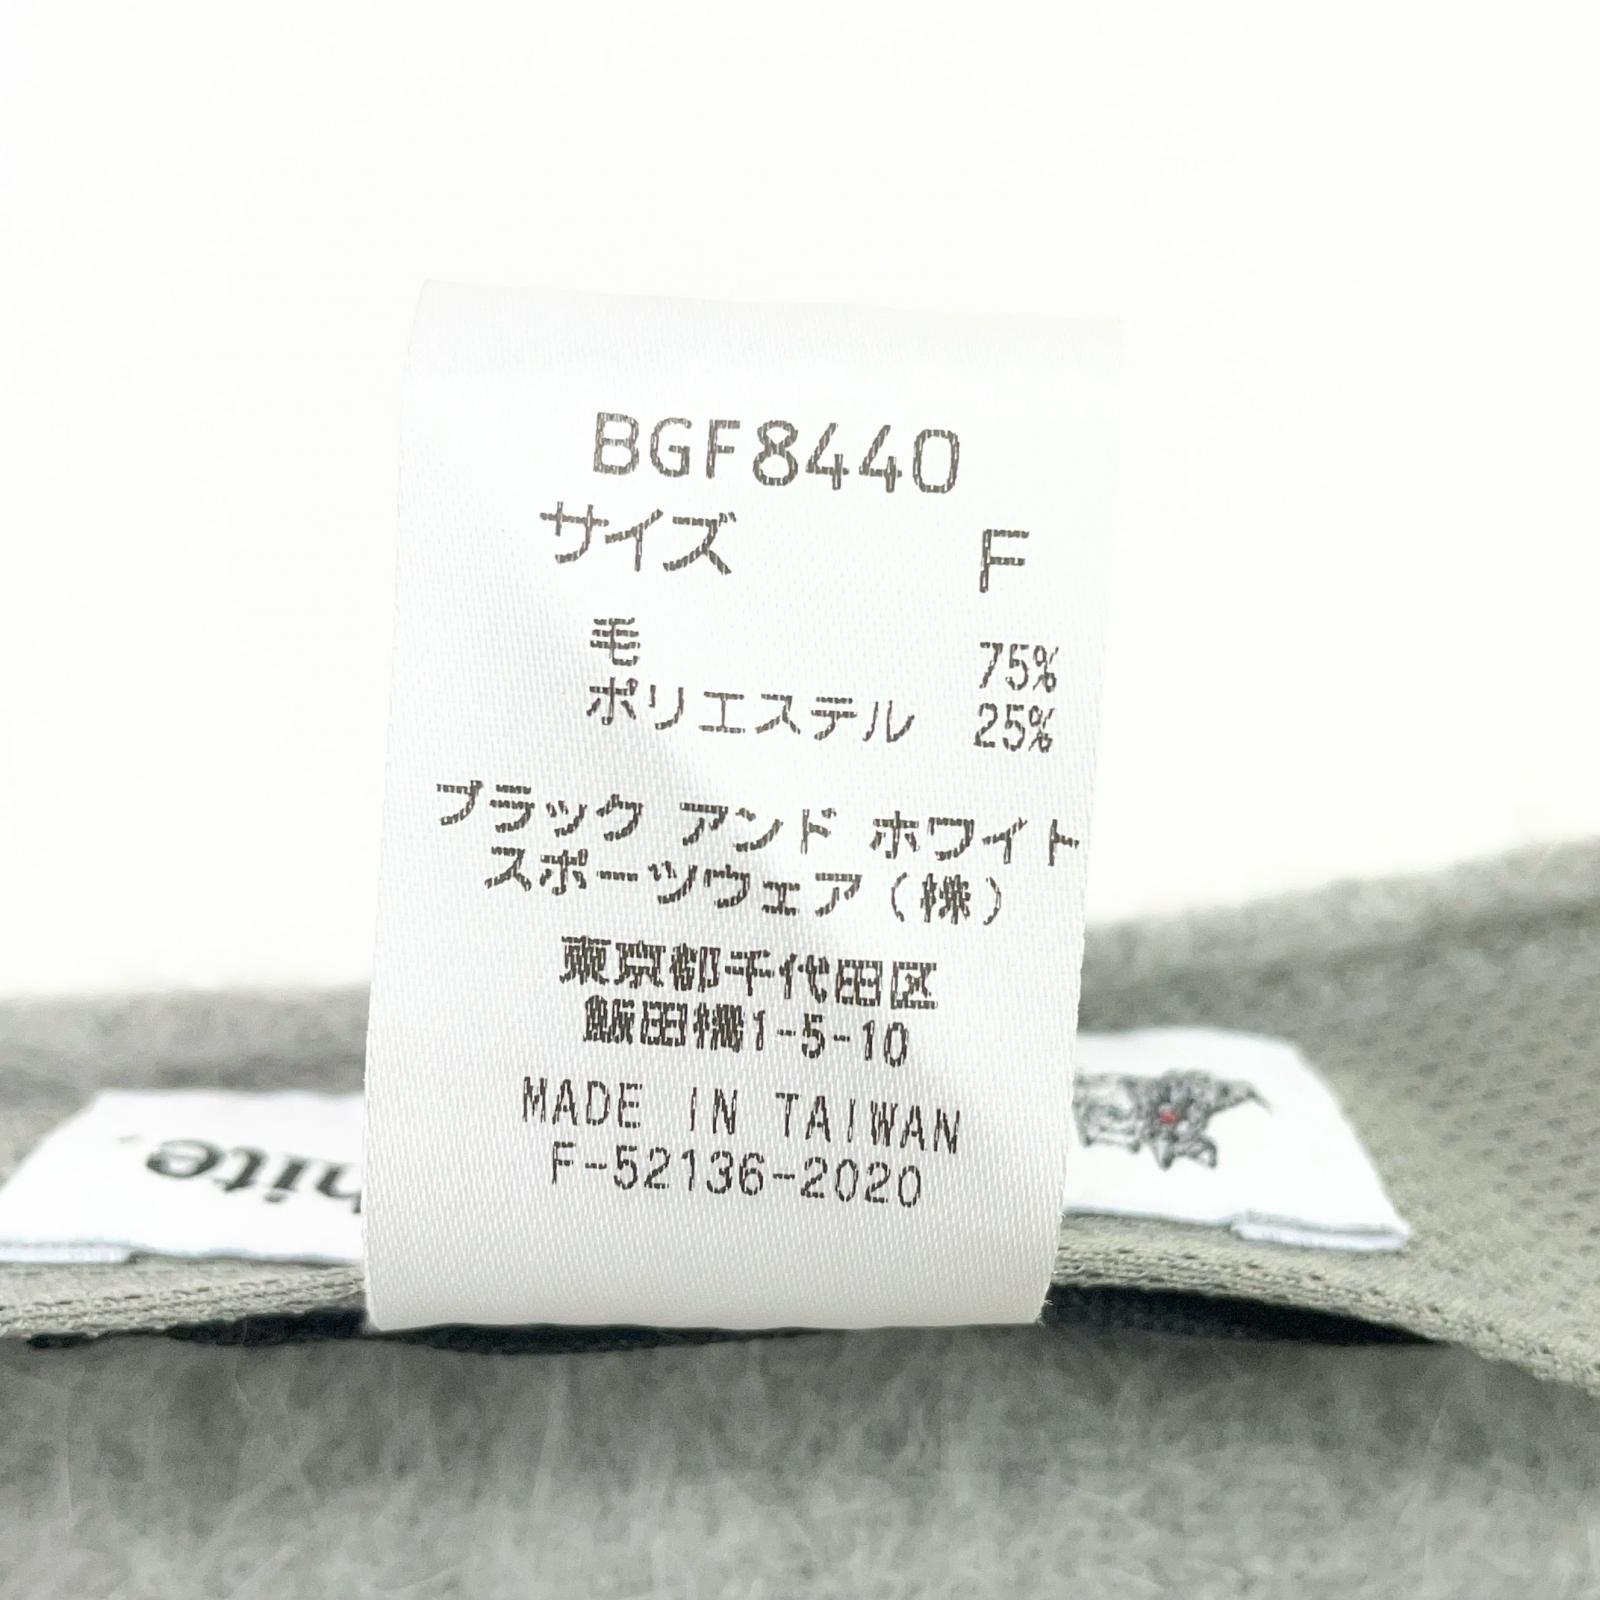 BGF8440
サイズ F
毛 75%
ポリエステル 25%
ブラック アンド ホワイト
スポーツウェア（株）
東京都千代田区
飯田橋1-5-10
MADE IN TAIWAN
F-52136-2020
hite.